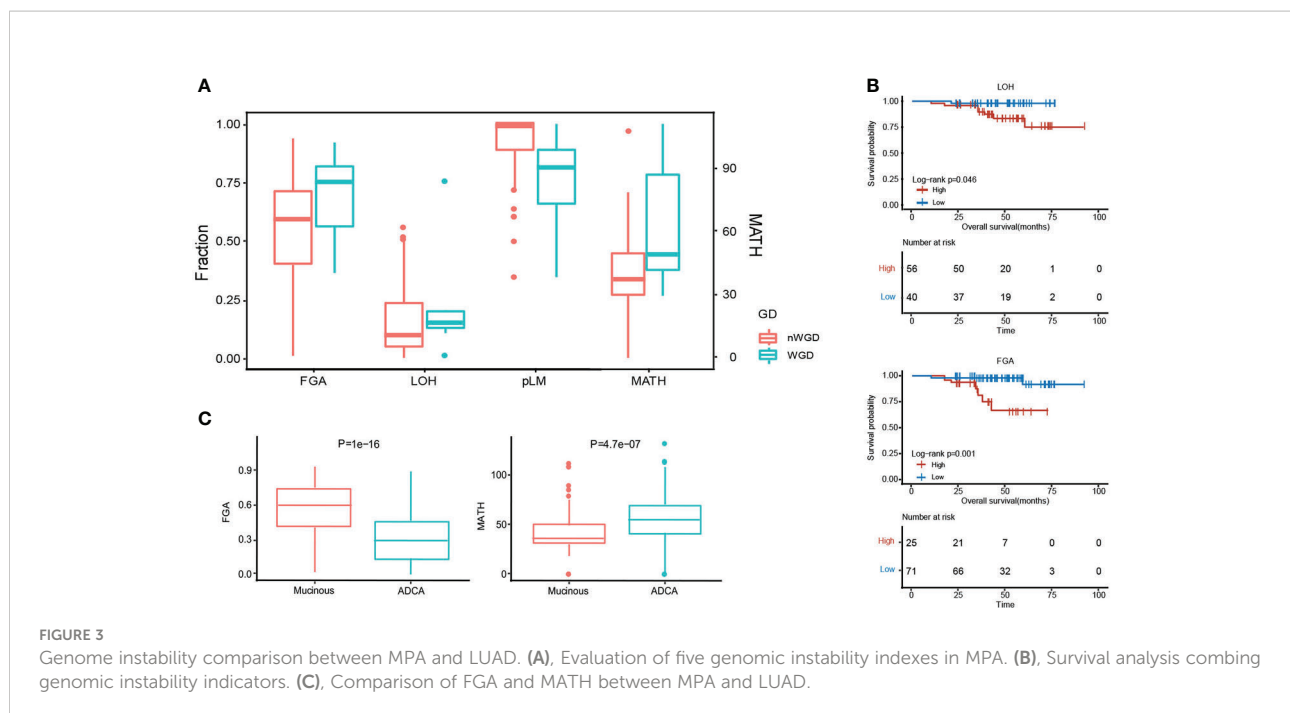 A
1.00
0.75
0.50
0.25
0.00
Fraction
90
60
30
0
MATH
GD
nWGD
WGD
FGA LOH pLM MATH
B
LOH
1.00
0.75
0.50
0.25
0.00
Survival probability
Log-rank p=0.046
High
Low
0 25 50 75 100
Overall survival(months)
Number at risk
High 56 50 20 1 0
Low 40 37 19 2 0
0 25 50 75 100
Time
FGA
1.00
0.75
0.50
0.25
0.00
Survival probability
Log-rank p=0.001
High
Low
0 25 50 75 100
Overall survival(months)
Number at risk
High 25 21 7 0 0
Low 71 66 32 3 0
0 25 50 75 100
Time
C
P=1e-16
0.9
0.6
0.3
0.0
FGA
Mucinous ADCA
P=4.7e-07
100
50
0
MATH
Mucinous ADCA
FIGURE 3
Genome instability comparison between MPA and LUAD. (A), Evaluation of five genomic instability indexes in MPA. (B), Survival analysis combing
genomic instability indicators. (C), Comparison of FGA and MATH between MPA and LUAD.